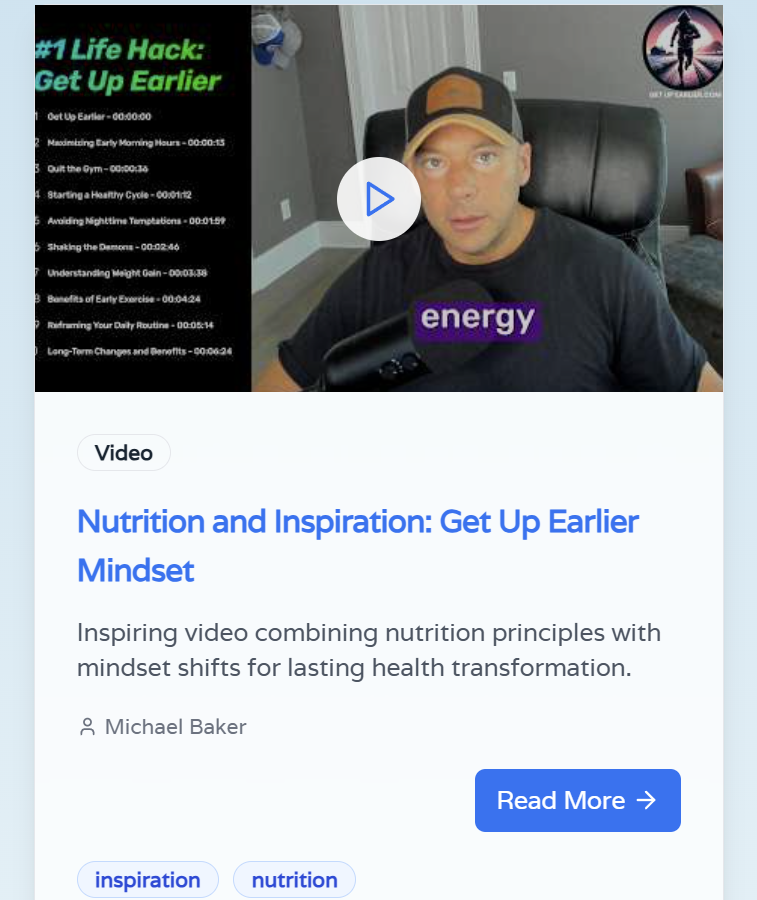 #1 Life Hack:
Get Up Earlier
1 Get Up Earlier - 00:00:00
2 Maximizing Early Morning Hours - 00:00:13
3 Quit the Gym - 00:00:36
4 Starting a Healthy Cycle - 00:01:12
5 Avoiding Nighttime Temptations - 00:01:59
6 Shaking the Demons - 00:02:46
7 Understanding Weight Gain - 00:03:38
8 Benefits of Early Exercise - 00:04:24
9 Reframing Your Daily Routine - 00:05:14
Long-Term Changes and Benefits - 00:06:24
GET UP EARLIER.COM
energy
Video
Nutrition and Inspiration: Get Up Earlier
Mindset
Inspiring video combining nutrition principles with
mindset shifts for lasting health transformation.
Michael Baker
Read More →
inspiration nutrition